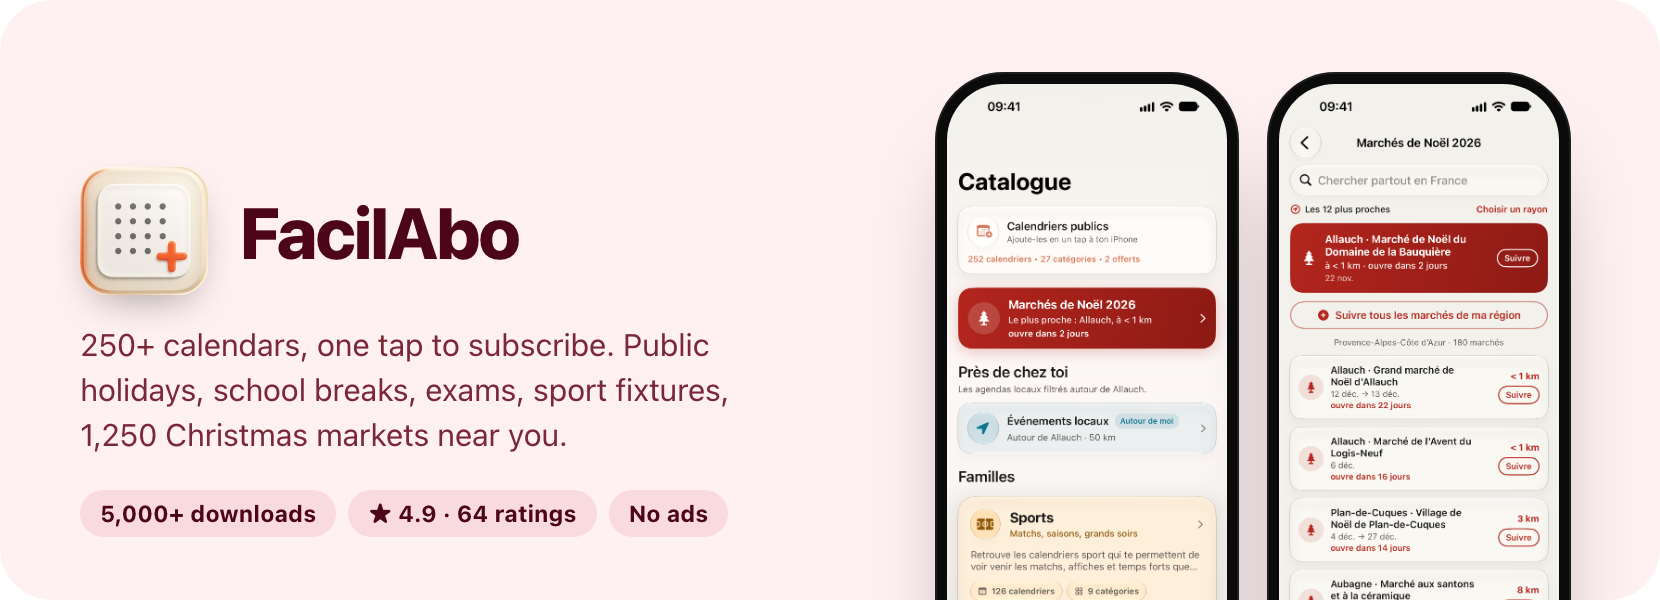 FacilAbo
250+ calendars, one tap to subscribe. Public
holidays, school breaks, exams, sport fixtures,
1,250 Christmas markets near you.
5,000+ downloads
★ 4.9 · 64 ratings
No ads
09:41
Catalogue
Calendriers publics
Ajoute-les en un tap à ton iPhone
252 calendriers • 27 catégories • 2 offerts
Marchés de Noël 2026
Le plus proche : Allauch, à < 1 km
ouvre dans 2 jours
Près de chez toi
Les agendas locaux filtrés autour de Allauch.
Événements locaux
Autour de moi
Autour de Allauch · 50 km
Familles
Sports
Matchs, saisons, grands soirs
Retrouve les calendriers sport qui te permettent de
voir venir les matchs, affiches et temps forts que...
126 calendriers
9 catégories
09:41
Marchés de Noël 2026
Chercher partout en France
Les 12 plus proches
Choisir un rayon
Allauch · Marché de Noël du
Domaine de la Bauquière
à < 1 km · ouvre dans 2 jours
22 nov.
Suivre
Suivre tous les marchés de ma région
Provence-Alpes-Côte d'Azur · 180 marchés
Allauch · Grand marché de
Noël d'Allauch
12 déc. → 13 déc.
ouvre dans 22 jours
< 1 km
Suivre
Allauch · Marché de l'Avent du
Logis-Neuf
6 déc.
ouvre dans 16 jours
< 1 km
Suivre
Plan-de-Cuques · Village de
Noël de Plan-de-Cuques
4 déc. → 27 déc.
ouvre dans 14 jours
3 km
Suivre
Aubagne · Marché aux santons
et à la céramique
8 km